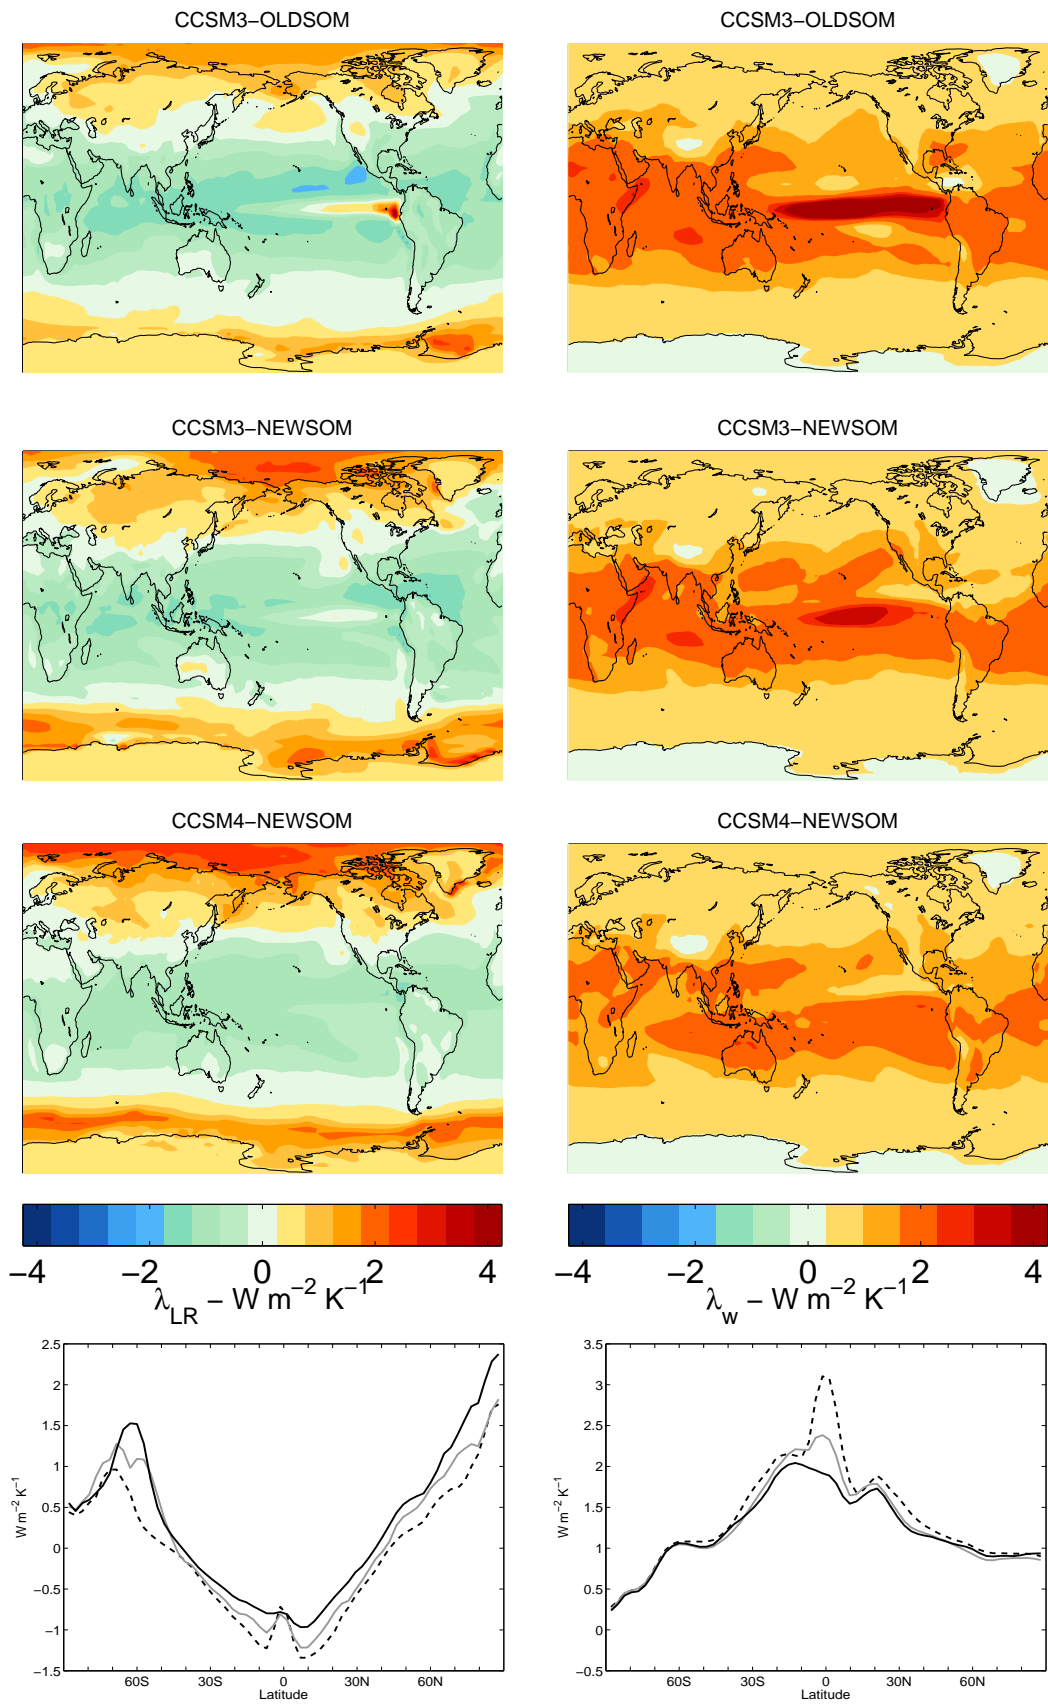 CCSM3−OLDSOM
CCSM3−OLDSOM
CCSM3−NEWSOM
CCSM3−NEWSOM
CCSM4−NEWSOM
CCSM4−NEWSOM
−4 −2 0 2 4
λLR − W m−2 K−1
−4 −2 0 2 4
λw − W m−2 K−1
2.5
2
1.5
1
0.5
0
−0.5
−1
−1.5
W m−2 K−1
60S 30S 0 30N 60N
Latitude
3.5
3
2.5
2
1.5
1
0.5
0
−0.5
W m−2 K−1
60S 30S 0 30N 60N
Latitude